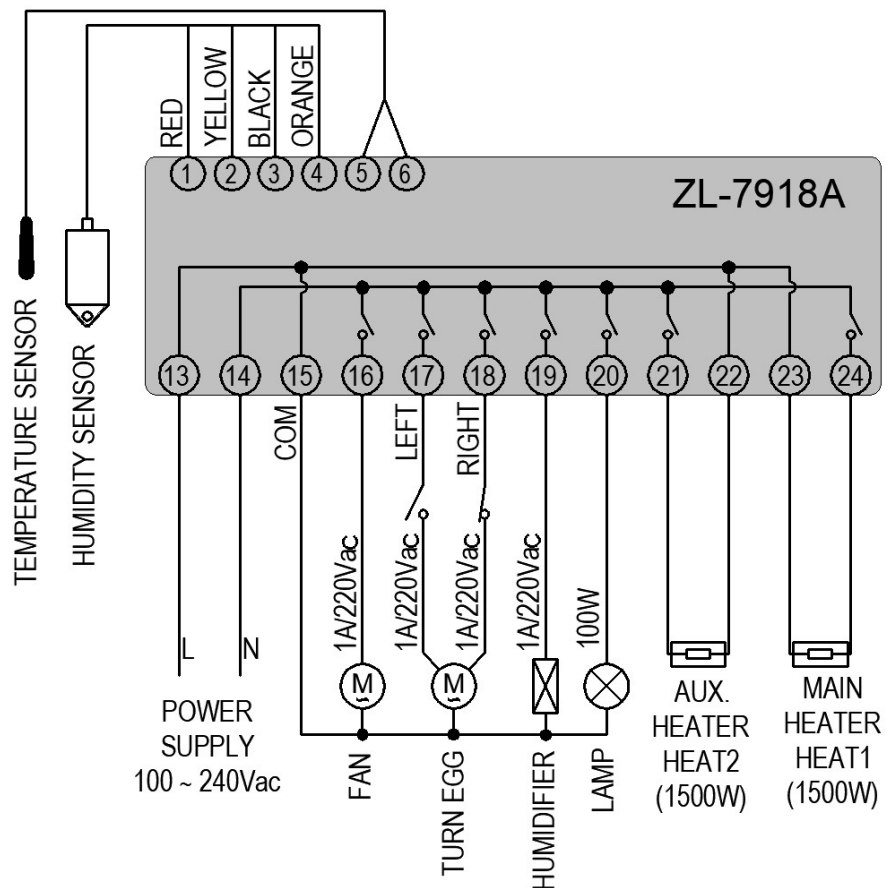 RED
YELLOW
BLACK
ORANGE
1
2
3
4
5
6
ZL-7918A
TEMPERATURE SENSOR
HUMIDITY SENSOR
13
14
15
16
17
18
19
20
21
22
23
24
COM
LEFT
RIGHT
1A/220Vac
1A/220Vac
1A/220Vac
1A/220Vac
100W
L
N
POWER
SUPPLY
100 ~ 240Vac
M
~
M
~
FAN
TURN EGG
HUMIDIFIER
LAMP
AUX.
HEATER
HEAT2
(1500W)
MAIN
HEATER
HEAT1
(1500W)